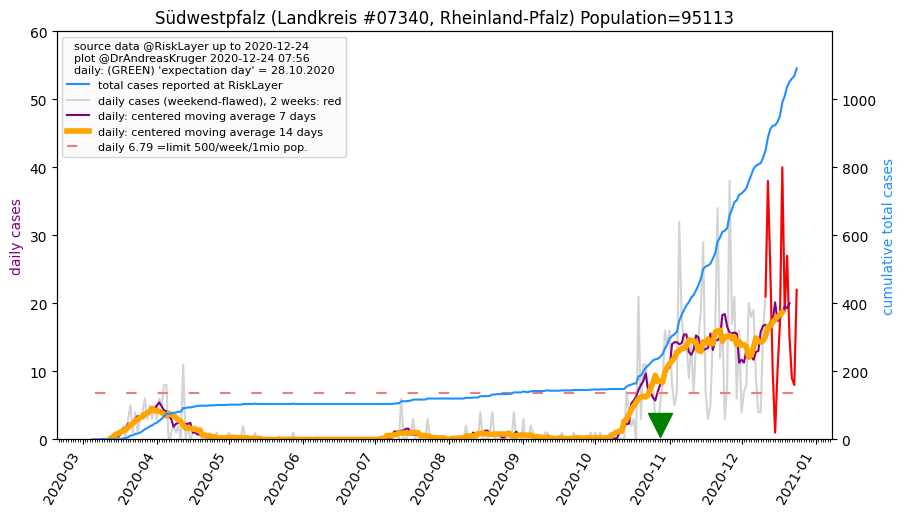 Südwestpfalz (Landkreis #07340, Rheinland-Pfalz) Population=95113
source data @RiskLayer up to 2020-12-24
plot @DrAndreasKruger 2020-12-24 07:56
daily: (GREEN) 'expectation day' = 28.10.2020
total cases reported at RiskLayer
daily cases (weekend-flawed), 2 weeks: red
daily: centered moving average 7 days
daily: centered moving average 14 days
daily 6.79 =limit 500/week/1mio pop.
daily cases
60
50
40
30
20
10
0
cumulative total cases
1000
800
600
400
200
0
2020-03
2020-04
2020-05
2020-06
2020-07
2020-08
2020-09
2020-10
2020-11
2020-12
2021-01